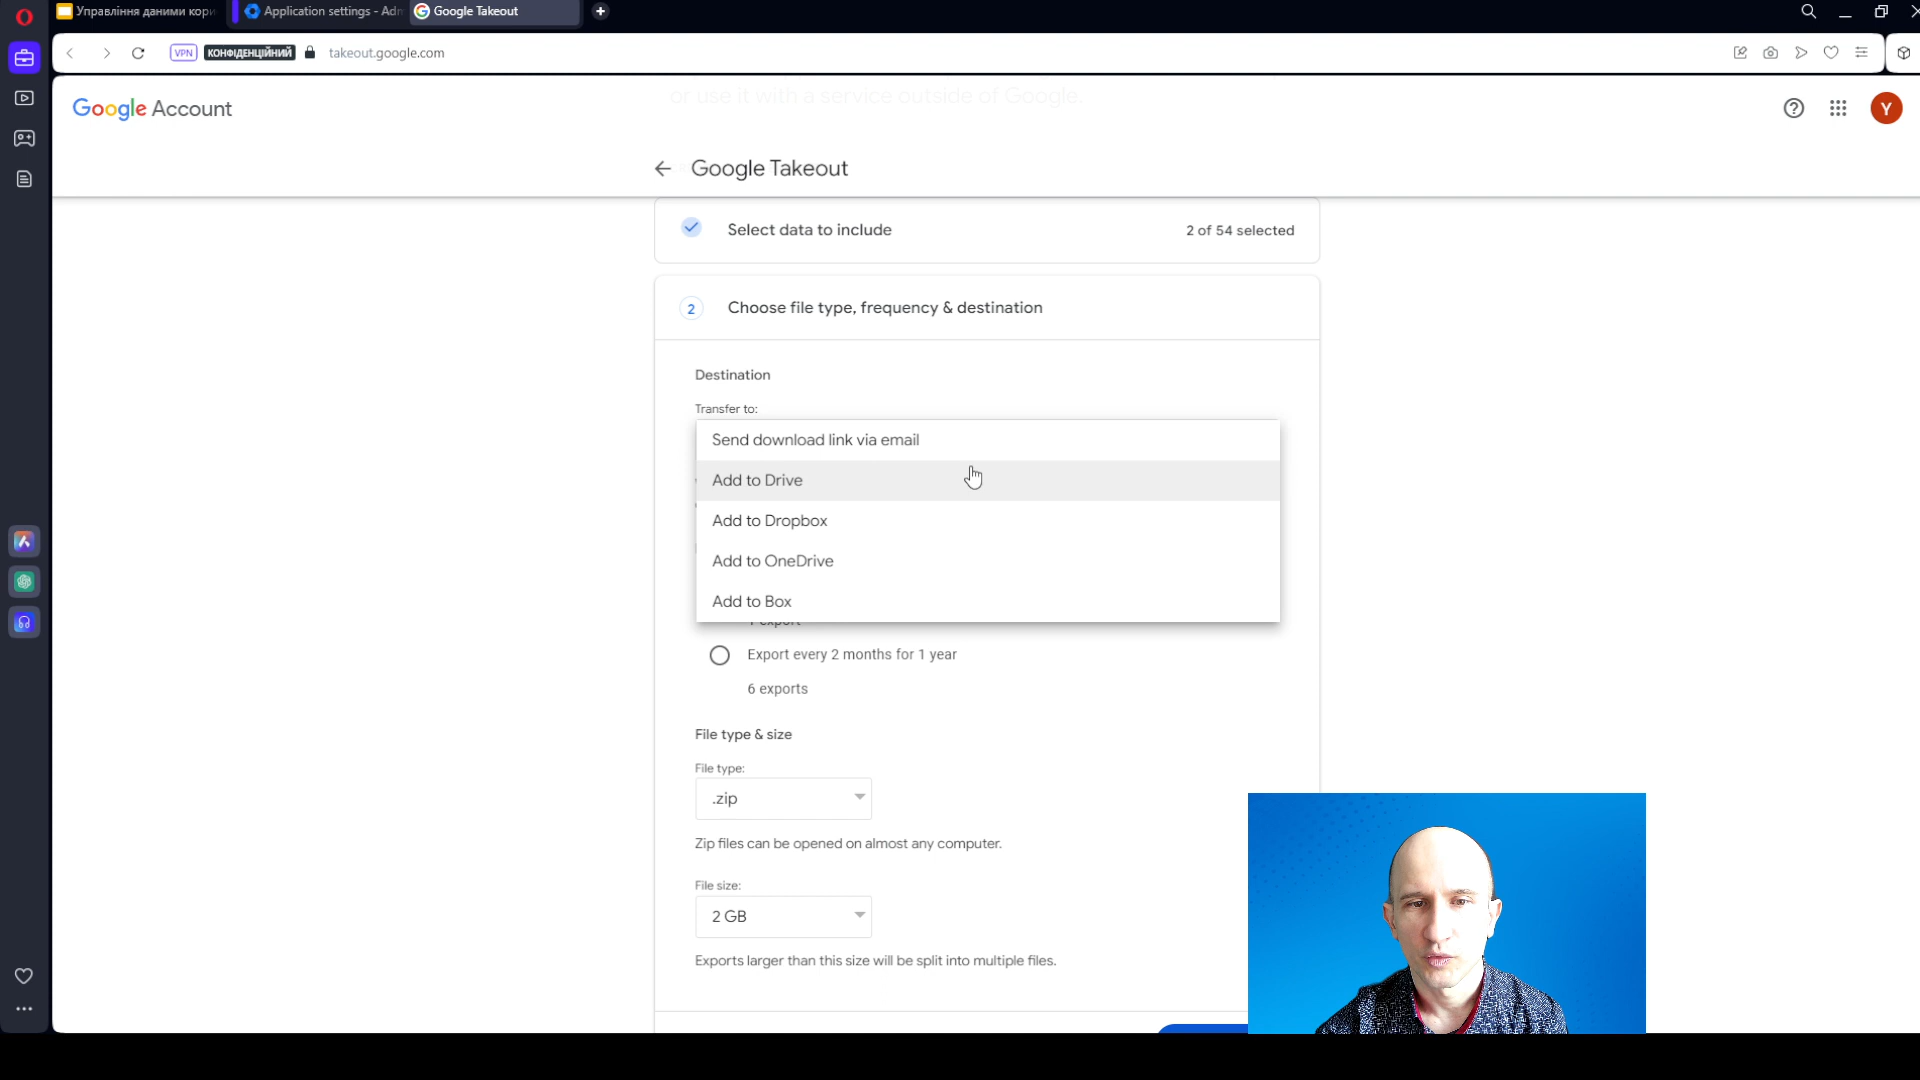 Управління даними кори
Application settings - Adm
Google Takeout
VPN
КОНФІДЕНЦІЙНИЙ
takeout.google.com
or use it with a service outside of Google.
Google Account
Y
Google Takeout
Select data to include
2 of 54 selected
2
Choose file type, frequency & destination
Destination
Transfer to:
Send download link via email
Add to Drive
Add to Dropbox
Add to OneDrive
Add to Box
1 export
Export every 2 months for 1 year
6 exports
File type & size
File type:
.zip
Zip files can be opened on almost any computer.
File size:
2 GB
Exports larger than this size will be split into multiple files.